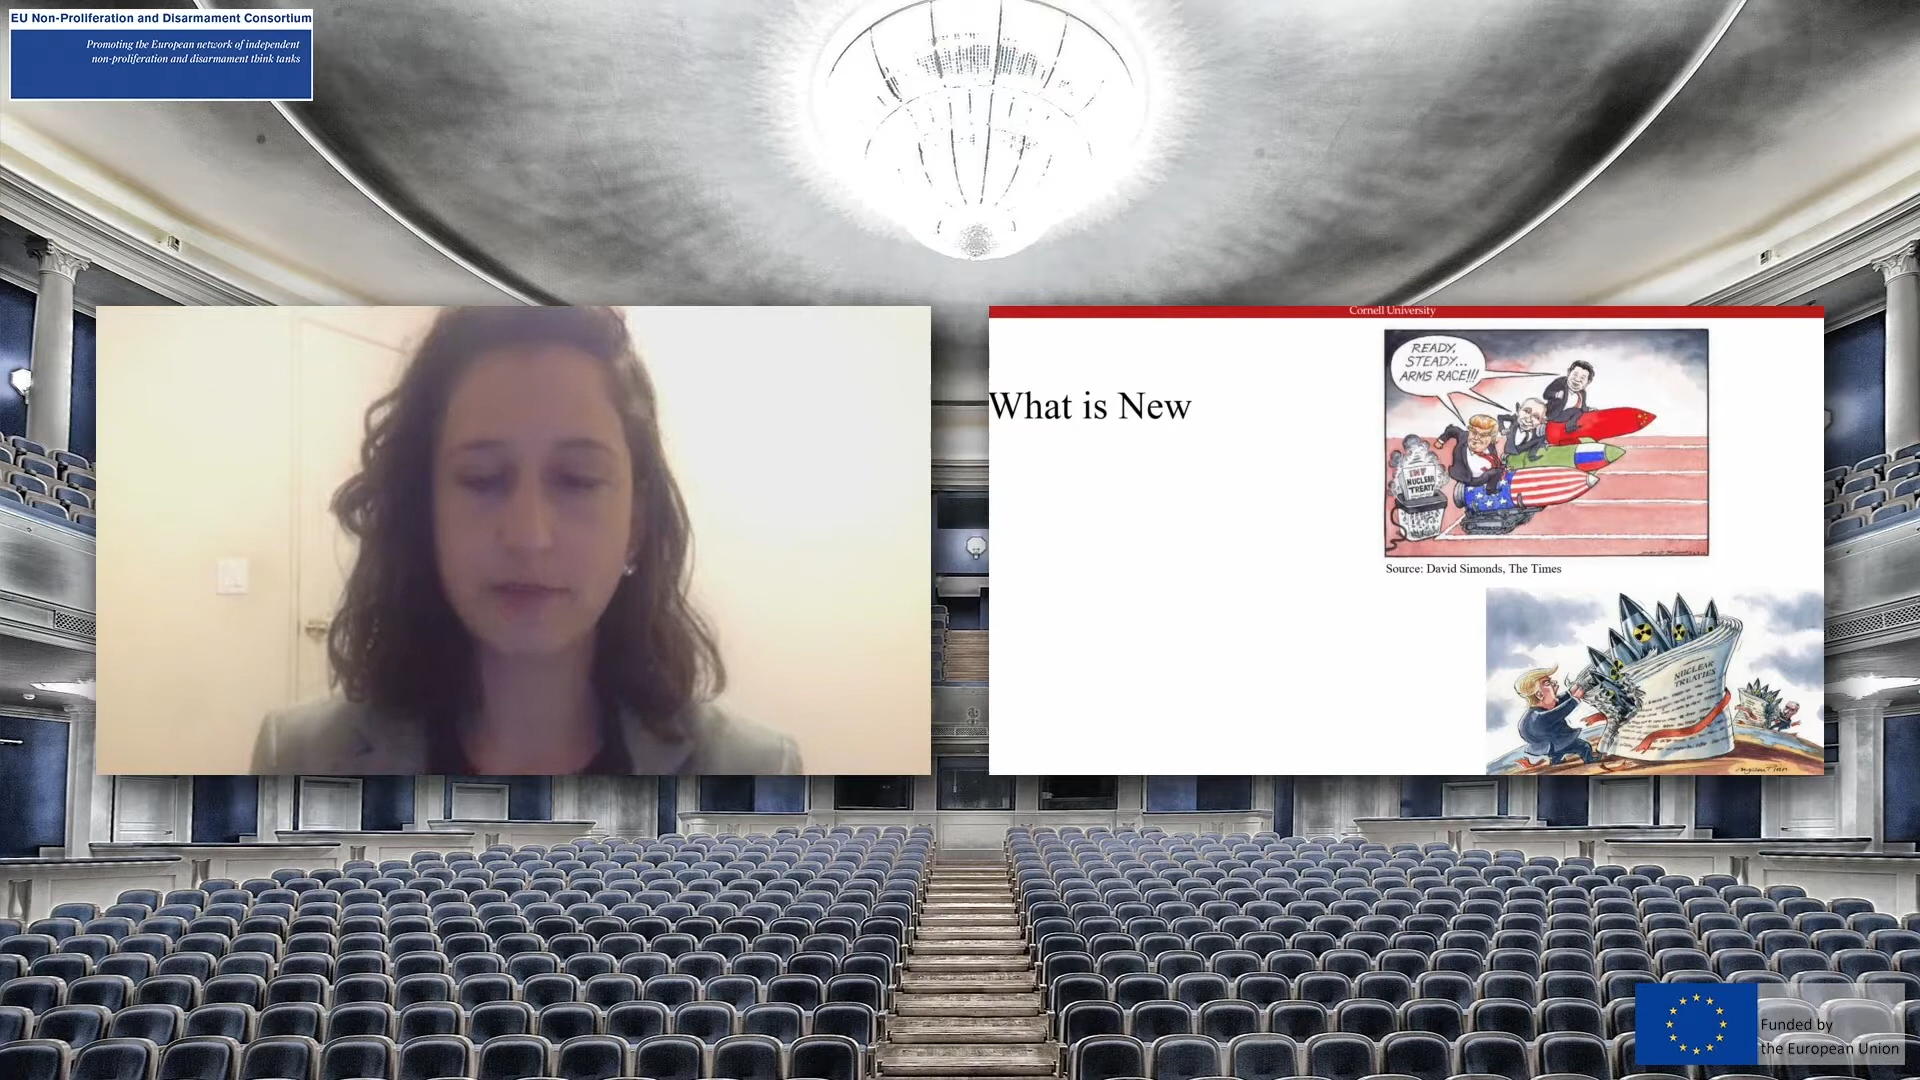 EU Non-Proliferation and Disarmament Consortium
Promoting the European network of independent
non-proliferation and disarmament think tanks
Cornell University
What is New
READY,
STEADY...
ARMS RACE!!!
INF
NUCLEAR
TREATY
Source: David Simonds, The Times
NUCLEAR
TREATIES
Funded by
the European Union